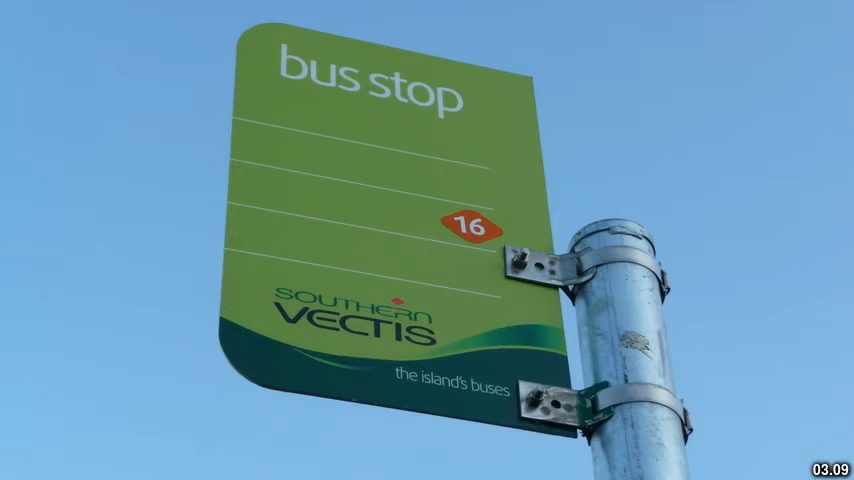 bus stop
16
SOUTHERN
VECTIS
the island's buses
03.09